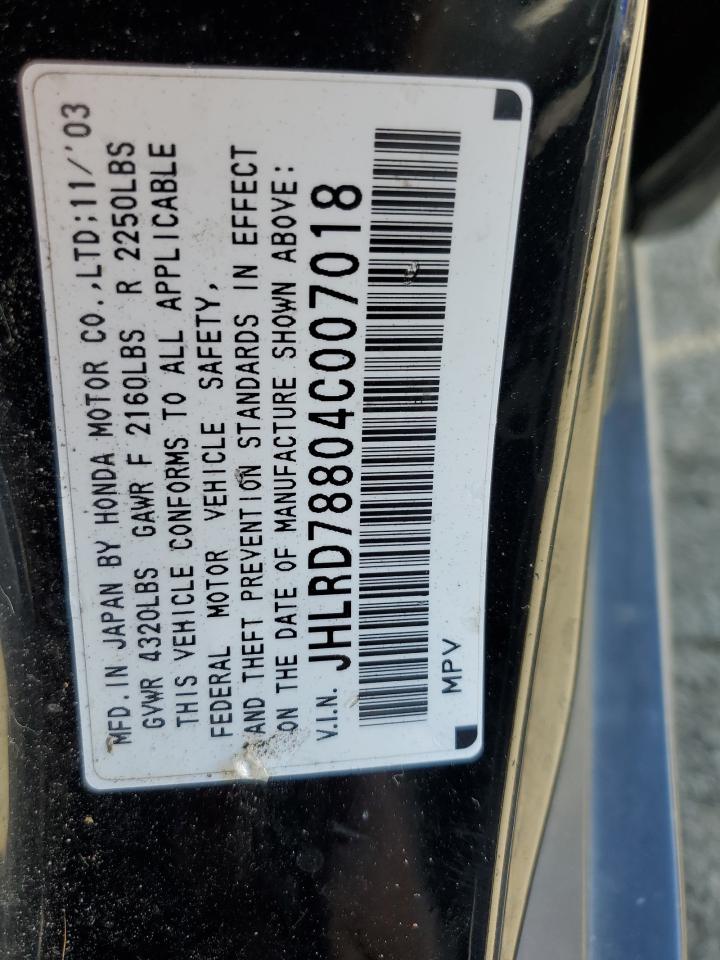 MFD. IN JAPAN BY HONDA MOTOR CO.,LTD:11/'03
GVWR 4320LBS GAWR F 2160LBS R 2250LBS
THIS VEHICLE CONFORMS TO ALL APPLICABLE
FEDERAL MOTOR VEHICLE SAFETY,
AND THEFT PREVENTION STANDARDS IN EFFECT
ON THE DATE OF MANUFACTURE SHOWN ABOVE:
V.I.N. JHLRD78804C007018
MPV